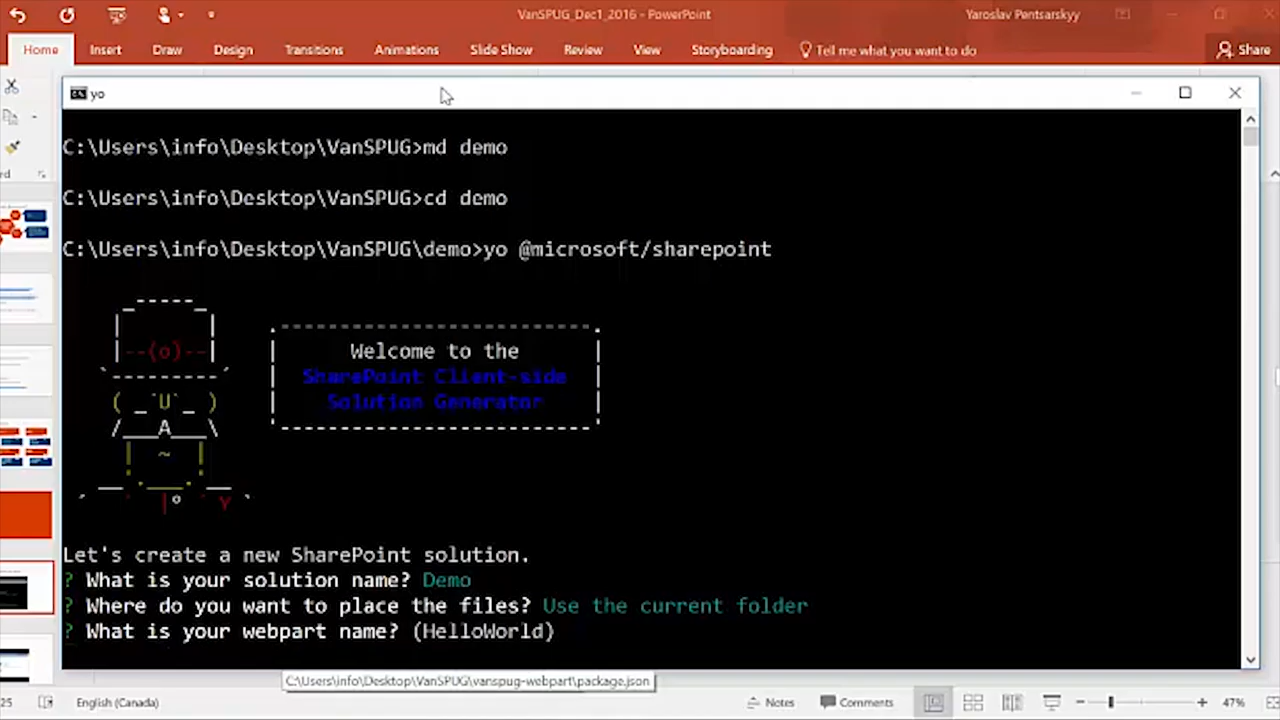 VanSPUG_Dec1_2016 - PowerPoint
Yaroslav Pentsarskyy
Home Insert Draw Design Transitions Animations Slide Show Review View Storyboarding Tell me what you want to do Share
yo
C:\Users\info\Desktop\VanSPUG>md demo
C:\Users\info\Desktop\VanSPUG>cd demo
C:\Users\info\Desktop\VanSPUG\demo>yo @microsoft/sharepoint
Welcome to the
SharePoint Client-side
Solution Generator
Let's create a new SharePoint solution.
? What is your solution name? Demo
? Where do you want to place the files? Use the current folder
? What is your webpart name? (HelloWorld)
C:\Users\info\Desktop\VanSPUG\vanspug-webpart\package.json
25 English (Canada) Notes Comments 47%